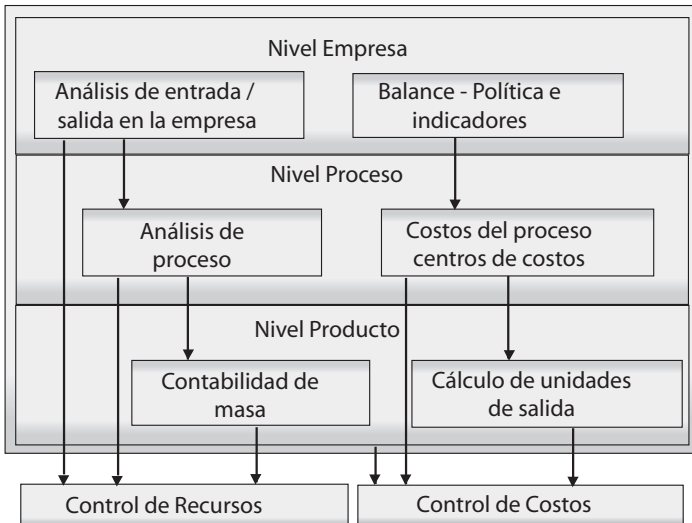 Nivel Empresa
Análisis de entrada /
salida en la empresa
Balance - Política e
indicadores
Nivel Proceso
Análisis de
proceso
Costos del proceso
centros de costos
Nivel Producto
Contabilidad de
masa
Cálculo de unidades
de salida
Control de Recursos
Control de Costos